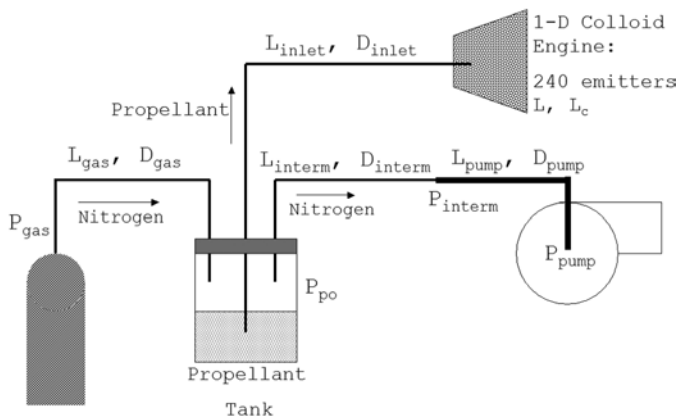 1-D Colloid
Engine:
240 emitters
L, Lc
Linlet, Dinlet
Propellant
Lgas, Dgas
Nitrogen
Pgas
Linterm, Dinterm
Nitrogen
Lpump, Dpump
Pinterm
Ppump
Ppo
Propellant
Tank